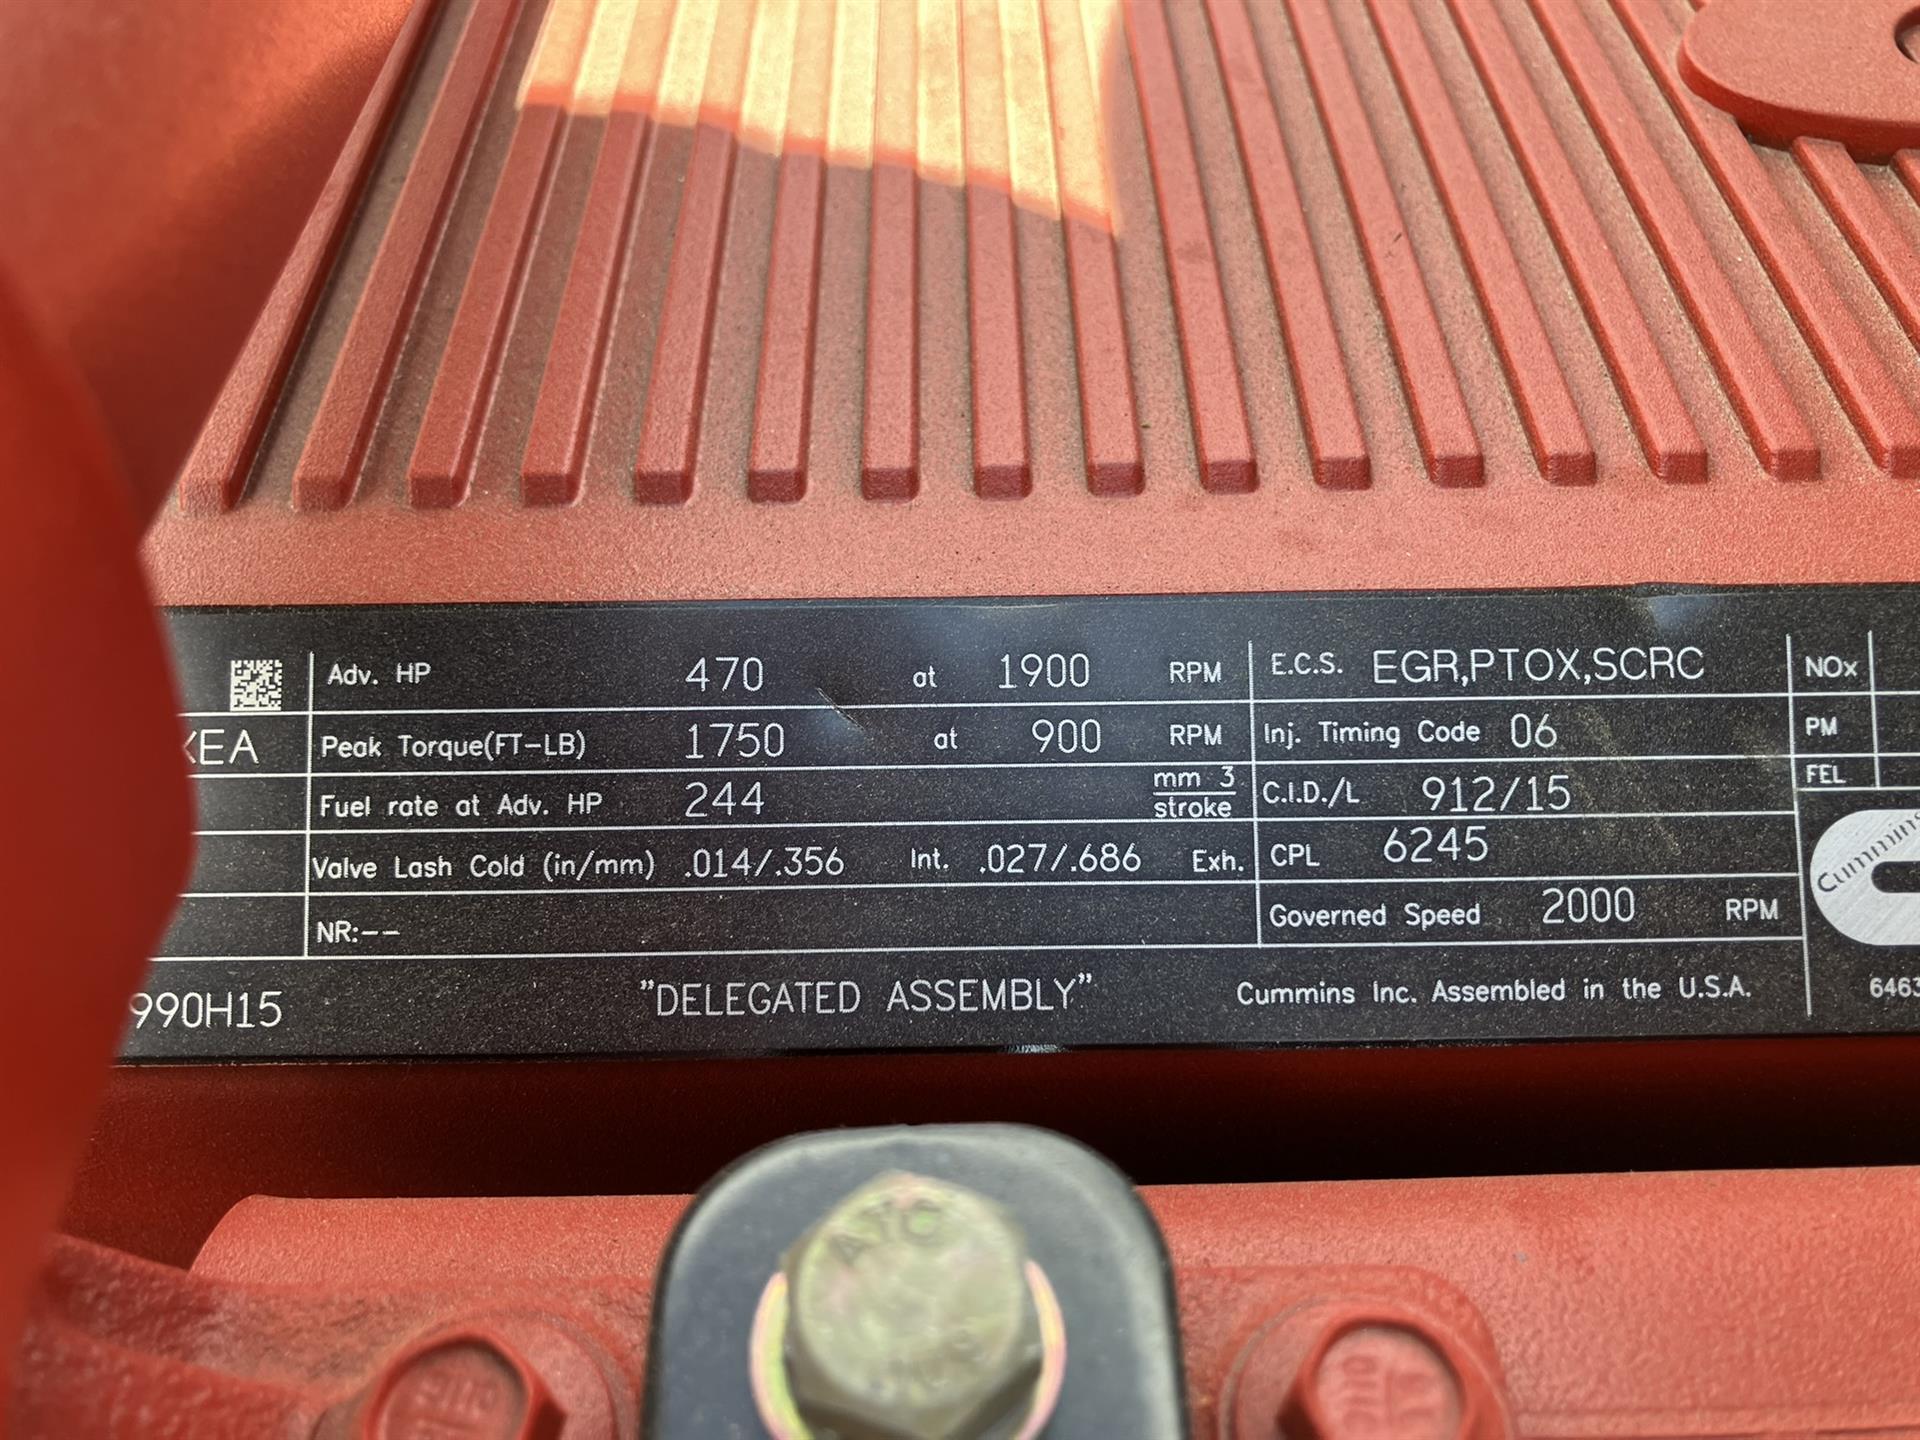 Adv. HP 470 at 1900 RPM E.C.S. EGR,PTOX,SCRC NOx
KEA Peak Torque(FT-LB) 1750 at 900 RPM Inj. Timing Code 06 PM
Fuel rate at Adv. HP 244 mm 3 stroke C.I.D./L 912/15 FEL
Valve Lash Cold (in/mm) .014/.356 Int. .027/.686 Exh. CPL 6245 Cummins
NR:-- Governed Speed 2000 RPM
990H15 "DELEGATED ASSEMBLY" Cummins Inc. Assembled in the U.S.A. 6463